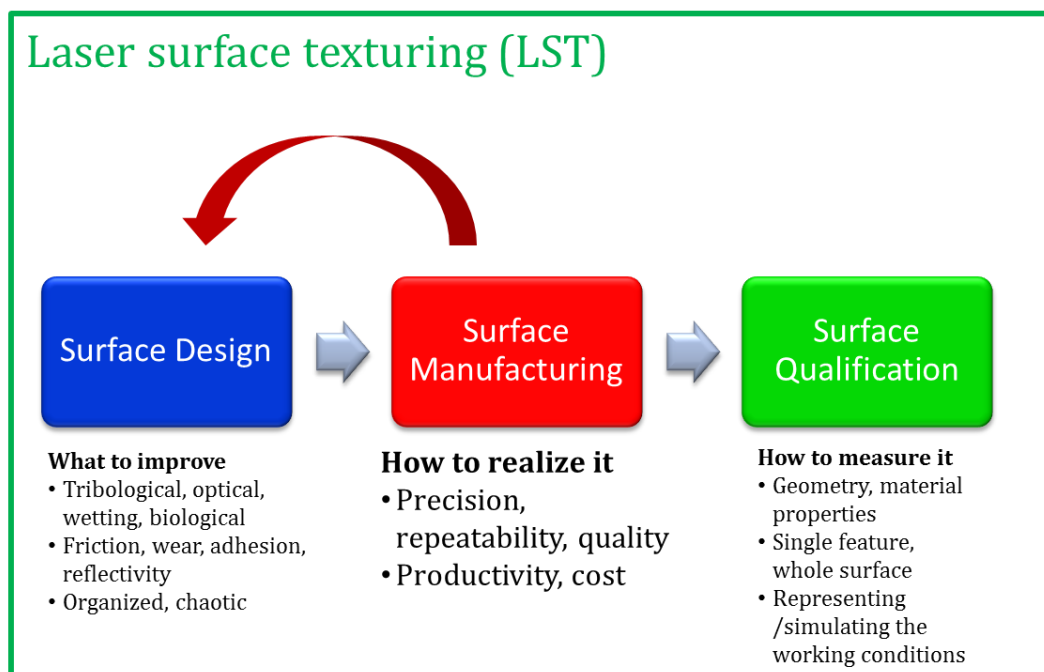 Laser surface texturing (LST)
Surface Design
Surface
Manufacturing
Surface
Qualification
What to improve
• Tribological, optical,
wetting, biological
• Friction, wear, adhesion,
reflectivity
• Organized, chaotic
How to realize it
• Precision,
repeatability, quality
• Productivity, cost
How to measure it
• Geometry, material
properties
• Single feature,
whole surface
• Representing
/simulating the
working conditions